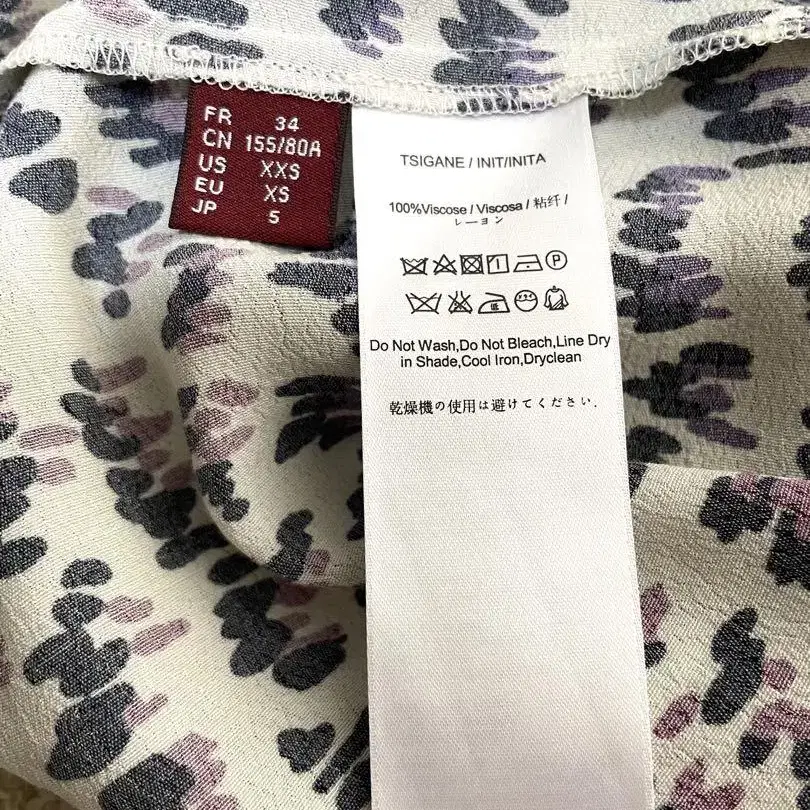 FR 34
CN 155/80A
US XXS
EU XS
JP 5
TSIGANE / INIT/INITA
100%Viscose / Viscosa / 粘纤 /
レーヨン
P
低
Do Not Wash,Do Not Bleach,Line Dry
in Shade,Cool Iron,Dryclean
乾燥機の使用は避けてください.